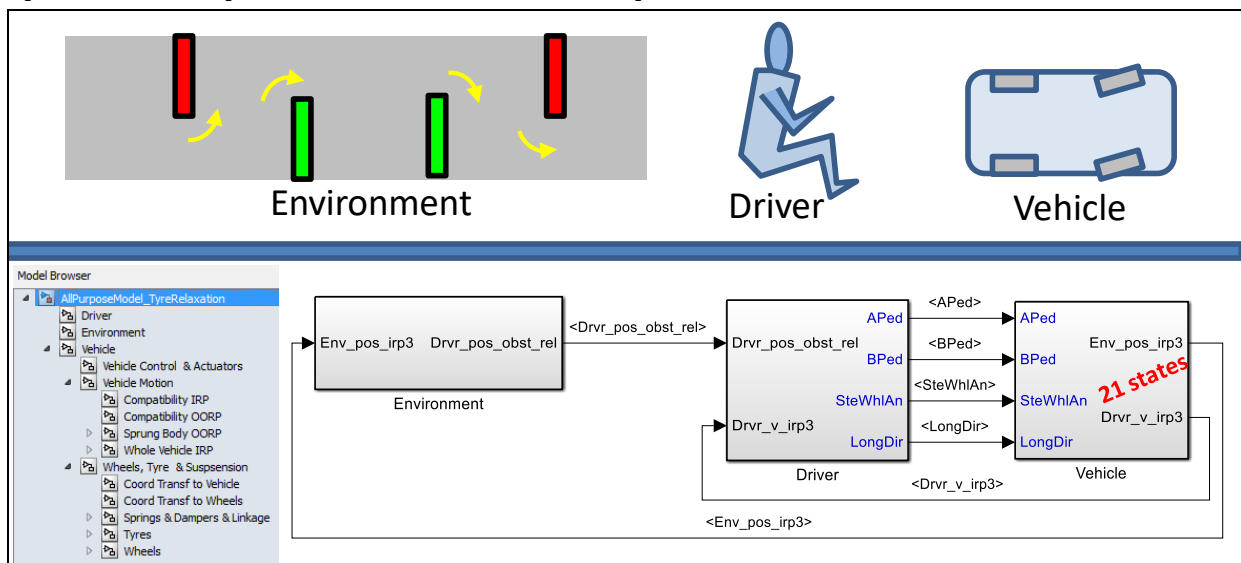 Environment
Driver
Vehicle
Model Browser
AllPurposeModel_TyreRelaxation
Driver
Environment
Vehicle
Vehicle Control & Actuators
Vehicle Motion
Compatibility IRP
Compatibility OORP
Sprung Body OORP
Whole Vehicle IRP
Wheels, Tyre & Suspsension
Coord Transf to Vehicle
Coord Transf to Wheels
Springs & Dampers & Linkage
Tyres
Wheels
Env_pos_irp3
Drvr_pos_obst_rel
Environment
<Drvr_pos_obst_rel>
Drvr_pos_obst_rel
Drvr_v_irp3
APed
BPed
SteWhlAn
LongDir
Driver
<APed>
<BPed>
<SteWhlAn>
<LongDir>
APed
BPed
SteWhlAn
LongDir
Env_pos_irp3
21 states
Drvr_v_irp3
Vehicle
<Drvr_v_irp3>
<Env_pos_irp3>